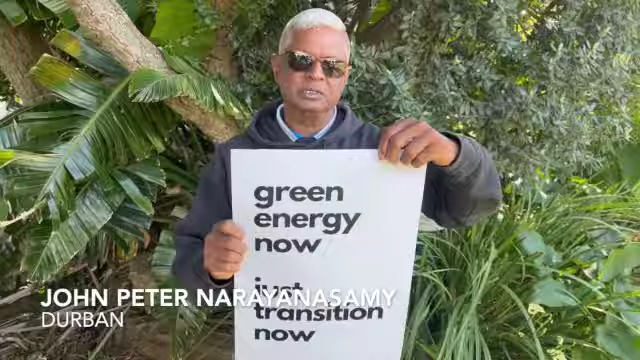 green
energy
now
just
transition
now
JOHN PETER NARAYANASAMY
DURBAN